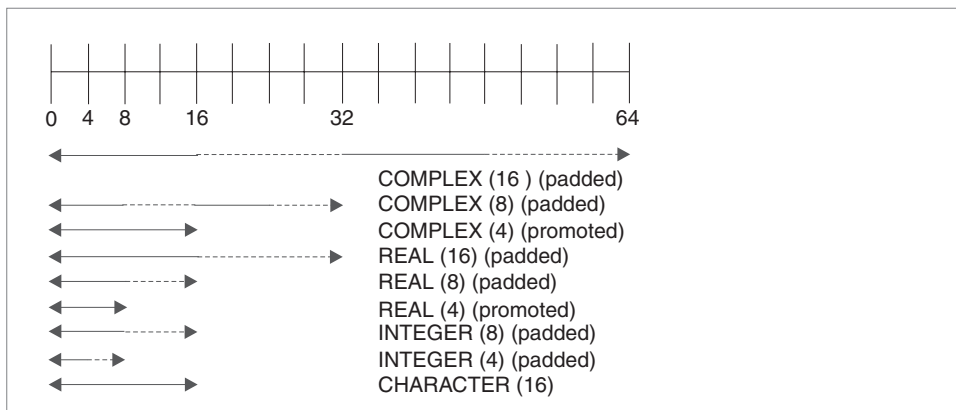 0 4 8 16 32 64
COMPLEX (16 ) (padded)
COMPLEX (8) (padded)
COMPLEX (4) (promoted)
REAL (16) (padded)
REAL (8) (padded)
REAL (4) (promoted)
INTEGER (8) (padded)
INTEGER (4) (padded)
CHARACTER (16)